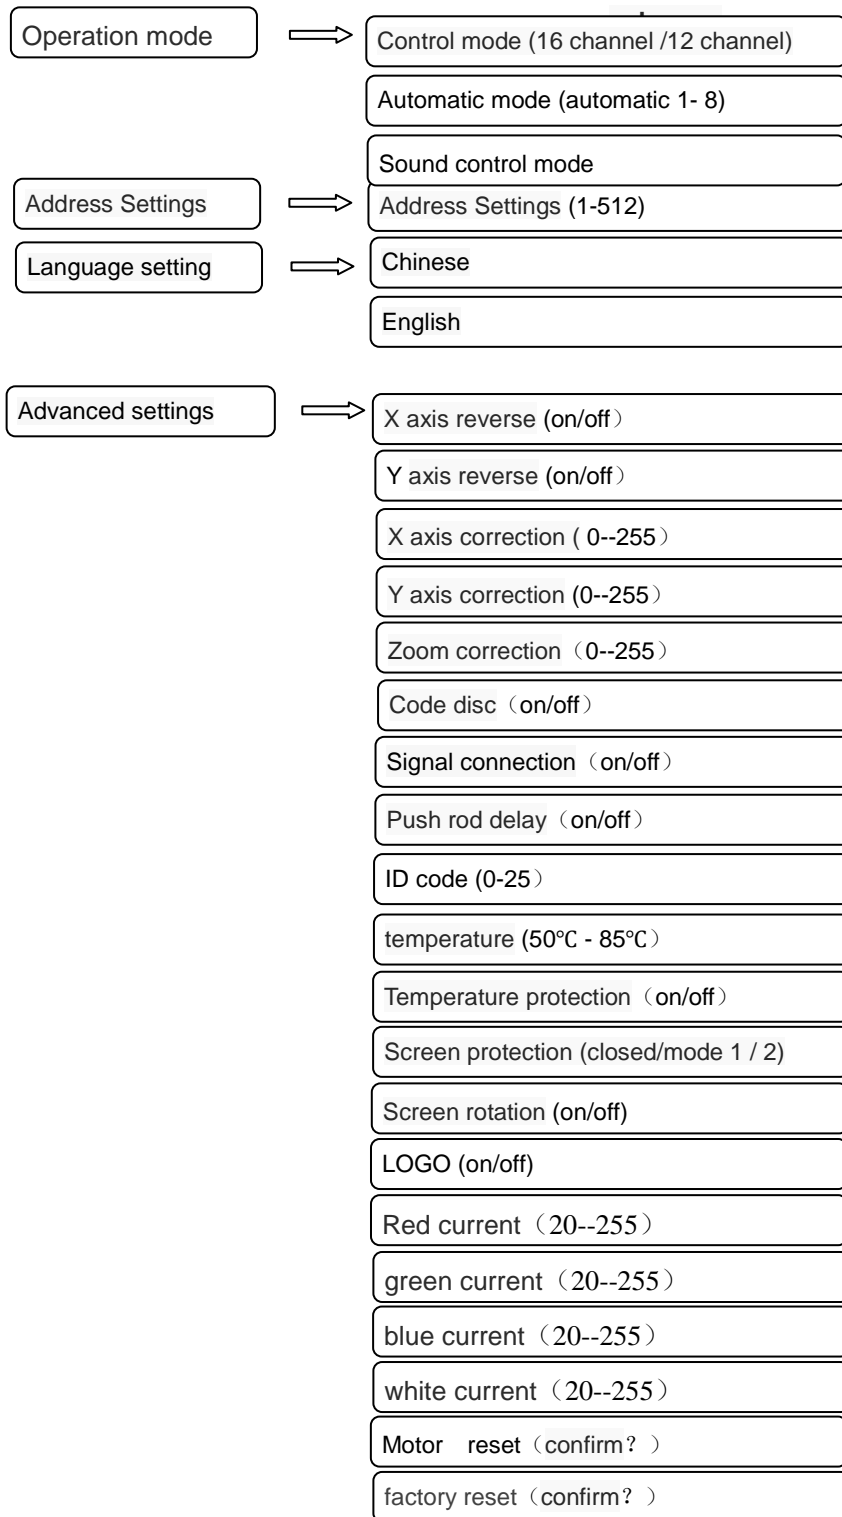 Operation mode
Control mode (16 channel /12 channel)
Automatic mode (automatic 1- 8)
Sound control mode
Address Settings
Address Settings (1-512)
Language setting
Chinese
English
Advanced settings
X axis reverse (on/off）
Y axis reverse (on/off）
X axis correction ( 0--255）
Y axis correction (0--255）
Zoom correction（0--255）
Code disc（on/off）
Signal connection（on/off）
Push rod delay（on/off）
ID code (0-25）
temperature (50℃ - 85℃）
Temperature protection（on/off）
Screen protection (closed/mode 1 / 2)
Screen rotation (on/off)
LOGO (on/off)
Red current（20--255）
green current（20--255）
blue current（20--255）
white current（20--255）
Motor reset（confirm？）
factory reset（confirm？）